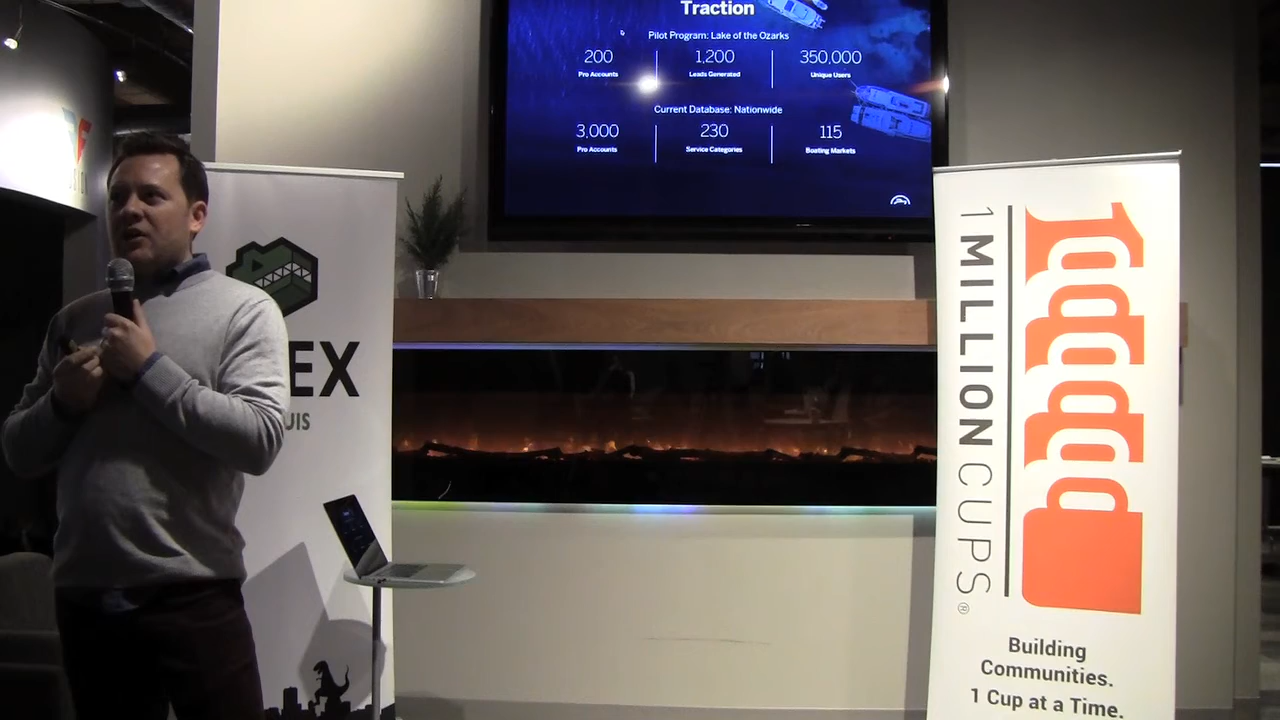 Traction
Pilot Program: Lake of the Ozarks
200
1,200
350,000
Pro Accounts
Leads Generated
Unique Users
Current Database: Nationwide
3,000
230
115
Pro Accounts
Service Categories
Boating Markets
EX
UIS
1 MILLION CUPS®
Building
Communities.
1 Cup at a Time.